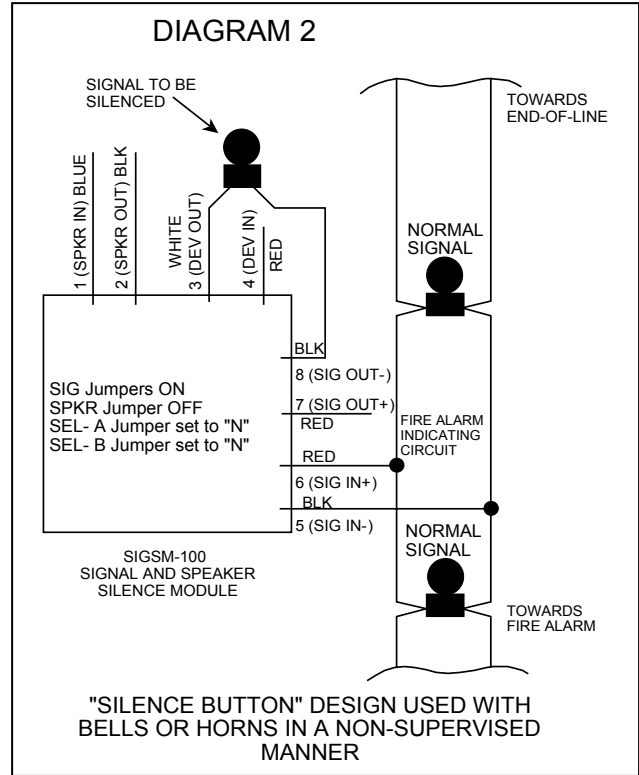 DIAGRAM 2
SIGNAL TO BE
SILENCED
TOWARDS
END-OF-LINE
1 (SPKR IN) BLUE
2 (SPKR OUT) BLK
WHITE
3 (DEV OUT)
4 (DEV IN)
RED
NORMAL
SIGNAL
BLK
8 (SIG OUT-)
SIG Jumpers ON
SPKR Jumper OFF
SEL- A Jumper set to "N"
SEL- B Jumper set to "N"
7 (SIG OUT+)
RED
FIRE ALARM
INDICATING
CIRCUIT
RED
6 (SIG IN+)
BLK
5 (SIG IN-)
SIGSM-100
SIGNAL AND SPEAKER
SILENCE MODULE
NORMAL
SIGNAL
TOWARDS
FIRE ALARM
"SILENCE BUTTON" DESIGN USED WITH
BELLS OR HORNS IN A NON-SUPERVISED
MANNER